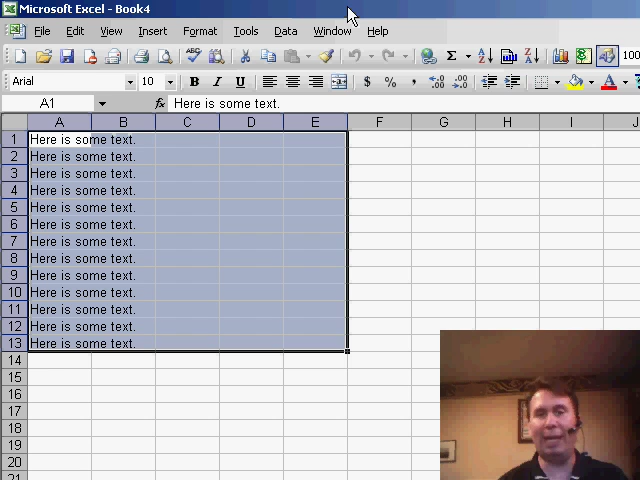 Microsoft Excel - Book4
File Edit View Insert Format Tools Data Window Help
ABC Σ A Z Z A 100
Arial 10 B I U $ % , A
A1 fx Here is some text.
A B C D E F G H I J
1 Here is some text.
2 Here is some text.
3 Here is some text.
4 Here is some text.
5 Here is some text.
6 Here is some text.
7 Here is some text.
8 Here is some text.
9 Here is some text.
10 Here is some text.
11 Here is some text.
12 Here is some text.
13 Here is some text.
14
15
16
17
18
19
20
21